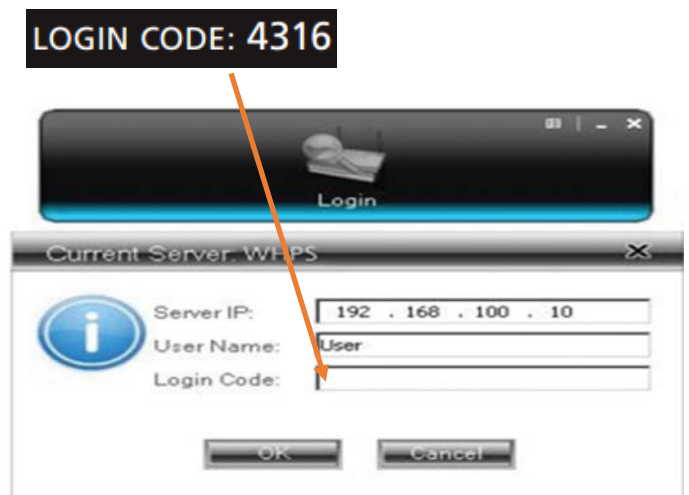 LOGIN CODE: 4316
Login
Current Server: WHPS
Server IP: 192 . 168 . 100 . 10
User Name: User
Login Code:
OK Cancel